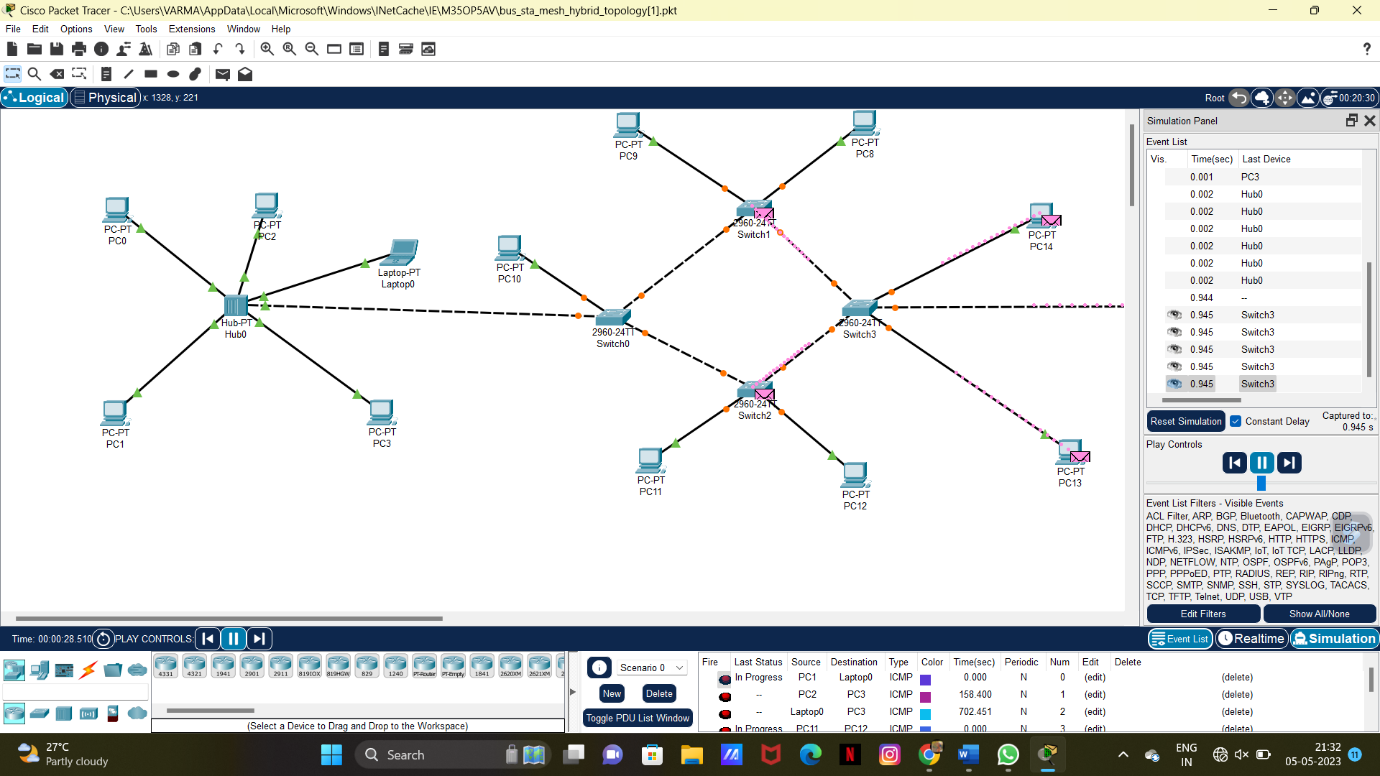 Cisco Packet Tracer - C:\Users\VARMA\AppData\Local\Microsoft\Windows\INetCache\IE\M35OP5AV\bus_sta_mesh_hybrid_topology[1].pkt
File Edit Options View Tools Extensions Window Help
Logical Physical x: 1328, y: 221 Root 00:20:30
Simulation Panel
Event List
Vis. Time(sec) Last Device
0.001 PC3
0.002 Hub0
0.002 Hub0
0.002 Hub0
0.002 Hub0
0.002 Hub0
0.002 Hub0
0.944 --
0.945 Switch3
0.945 Switch3
0.945 Switch3
0.945 Switch3
0.945 Switch3
Reset Simulation Constant Delay Captured to:
0.945 s
Play Controls
Event List Filters - Visible Events
ACL Filter, ARP, BGP, Bluetooth, CAPWAP, CDP,
DHCP, DHCPv6, DNS, DTP, EAPOL, EIGRP, EIGRPv6,
FTP, H.323, HSRP, HSRPv6, HTTP, HTTPS, ICMP,
ICMPv6, IPSec, ISAKMP, IoT, IoT TCP, LACP, LLDP,
NDP, NETFLOW, NTP, OSPF, OSPFv6, PAgP, POP3,
PPP, PPPoED, PTP, RADIUS, REP, RIP, RIPng, RTP,
SCCP, SMTP, SNMP, SSH, STP, SYSLOG, TACACS,
TCP, TFTP, Telnet, UDP, USB, VTP
Edit Filters Show All/None
PC-PT
PC9
PC-PT
PC8
PC-PT
PC0
PC-PT
PC2
Laptop-PT
Laptop0
PC-PT
PC10
2960-24TT
Switch1
PC-PT
PC14
Hub-PT
Hub0
2960-24TT
Switch0
2960-24TT
Switch3
2960-24TT
Switch2
PC-PT
PC1
PC-PT
PC3
PC-PT
PC11
PC-PT
PC12
PC-PT
PC13
Time: 00:00:28.510 PLAY CONTROLS: Event List Realtime Simulation
4331 4321 1941 2901 2911 819IOX 819HGW 829 1240 PT-Router PT-Empty 1841 2620XM 2621XM 2
(Select a Device to Drag and Drop to the Workspace)
Scenario 0
New Delete
Toggle PDU List Window
Fire Last Status Source Destination Type Color Time(sec) Periodic Num Edit Delete
In Progress PC1 Laptop0 ICMP 0.000 N 0 (edit) (delete)
-- PC2 PC3 ICMP 158.400 N 1 (edit) (delete)
-- Laptop0 PC3 ICMP 702.451 N 2 (edit) (delete)
In Progress PC11 PC12 ICMP 0.000 N 3 (edit) (delete)
27°C
Partly cloudy
Search
ENG
IN
21:32
05-05-2023
11